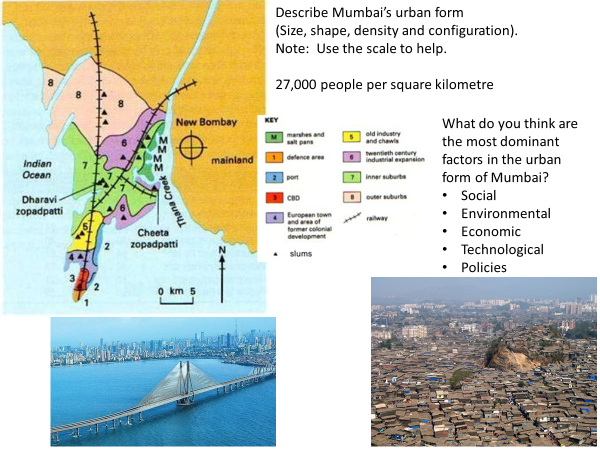 Describe Mumbai's urban form
(Size, shape, density and configuration).
Note: Use the scale to help.
27,000 people per square kilometre
What do you think are
the most dominant
factors in the urban
form of Mumbai?
• Social
• Environmental
• Economic
• Technological
• Policies
8
8
8
6
M
M
M
M
New Bombay
mainland
Indian
Ocean
7
7
7
Thana Creek
Dharavi
zopadpatti
6
Cheeta
zopadpatti
5
2
4
3
2
1
N
0 km 5
KEY
M marshes and
salt pans
1 defence area
2 port
3 CBD
4 European town
and area of
former colonial
development
▲ slums
5 old industry
and chawls
6 twentieth century
industrial expansion
7 inner suburbs
8 outer suburbs
railway